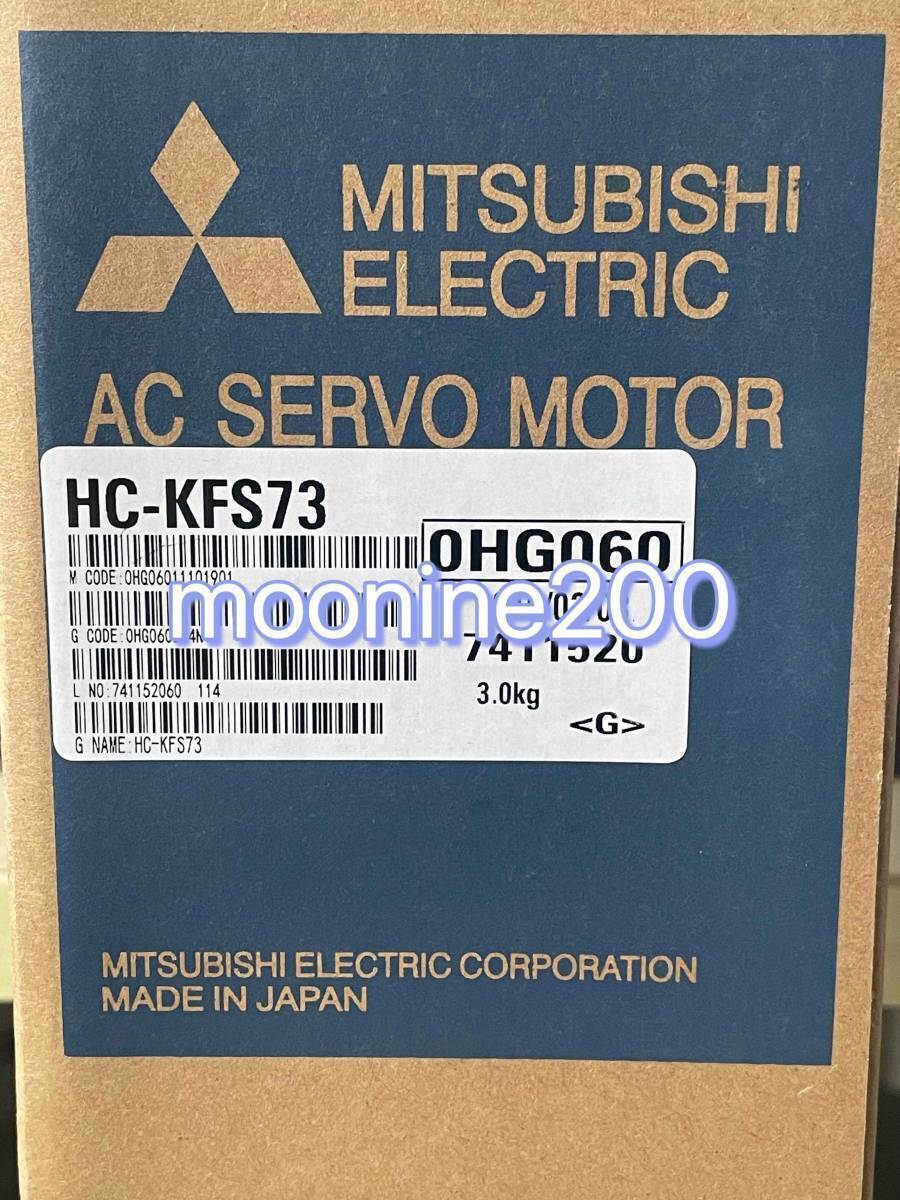 MITSUBISHI
ELECTRIC
AC SERVO MOTOR
HC-KFS73
0HG060
M CODE:0HG06011101901
moonine200
G CODE:
7411520
L NO:741152060 114
3.0kg
<G>
G NAME:HC-KFS73
MITSUBISHI ELECTRIC CORPORATION
MADE IN JAPAN